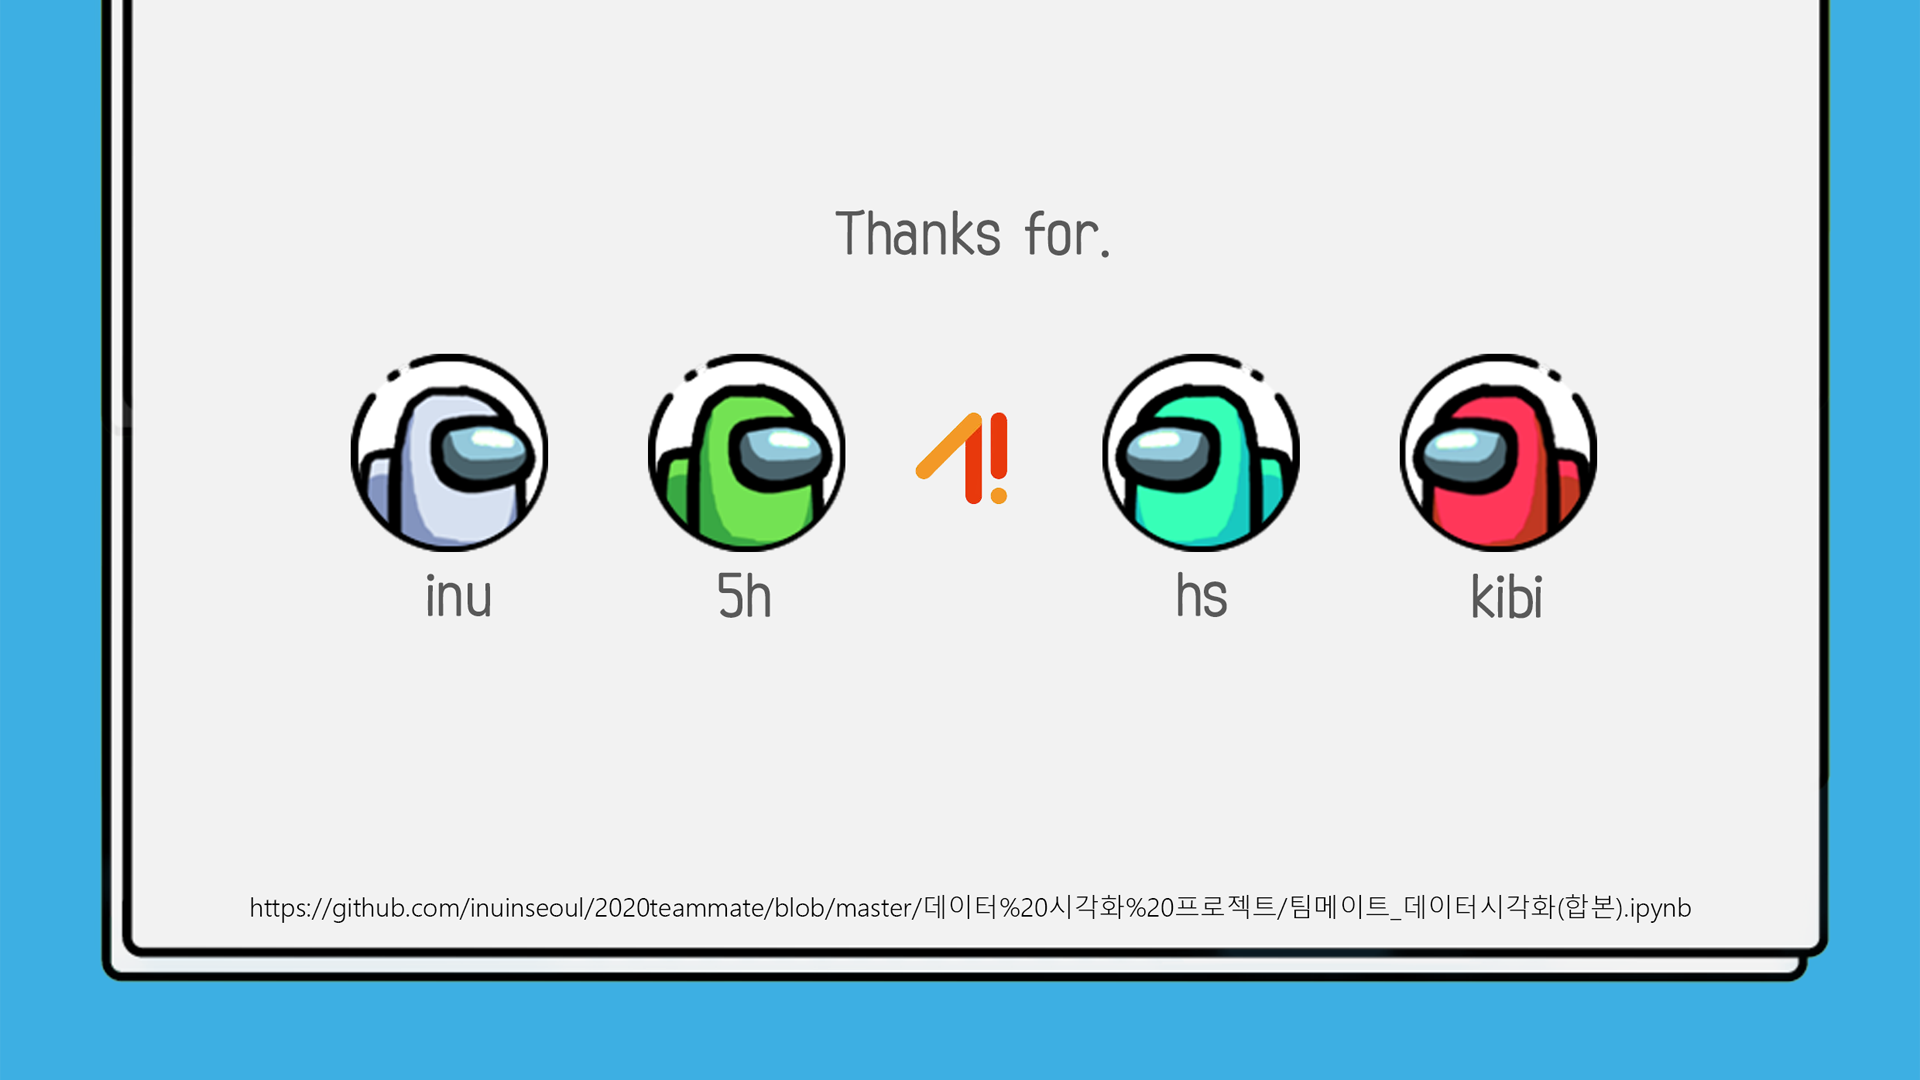 Thanks for.
inu
5h
hs
kibi
https://github.com/inuinseoul/2020teammate/blob/master/데이터%20시각화%20프로젝트/팀메이트_데이터시각화(합본).ipynb